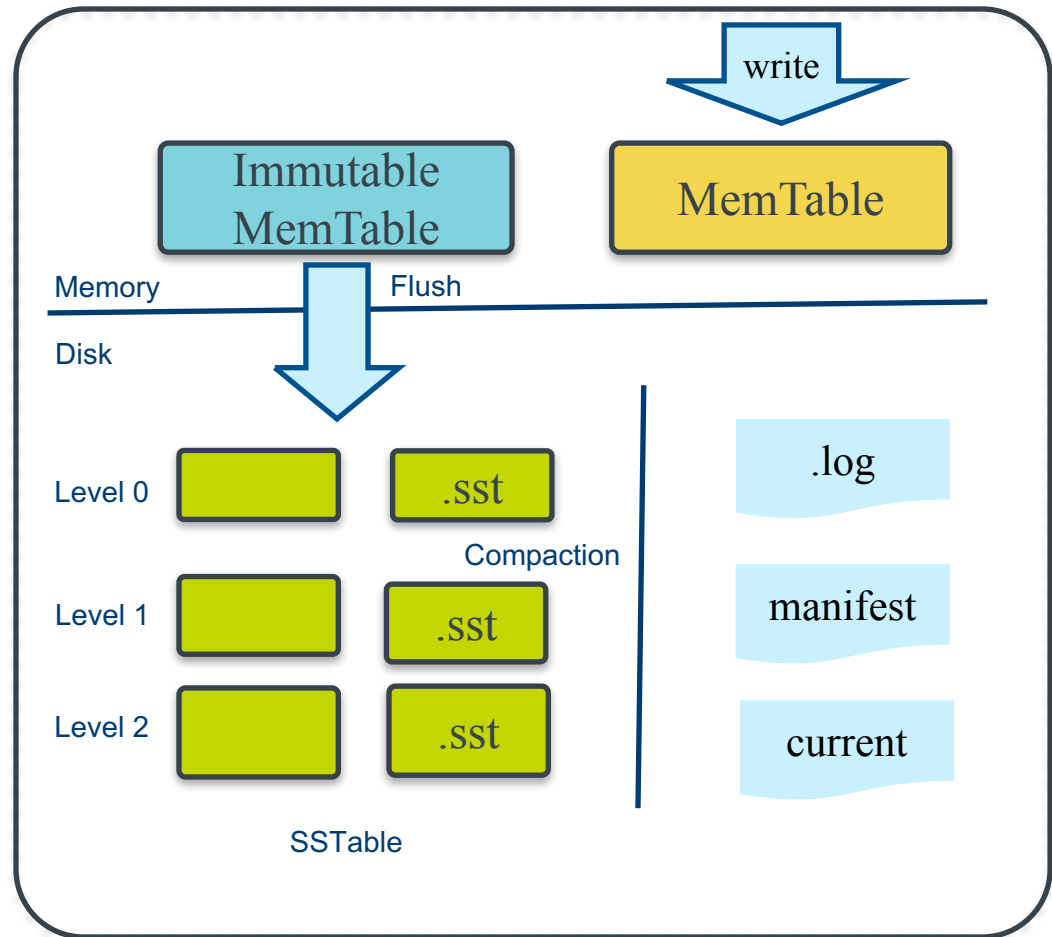 write
Immutable
MemTable
MemTable
Memory
Flush
Disk
Level 0
.sst
Compaction
Level 1
.sst
Level 2
.sst
SSTable
.log
manifest
current